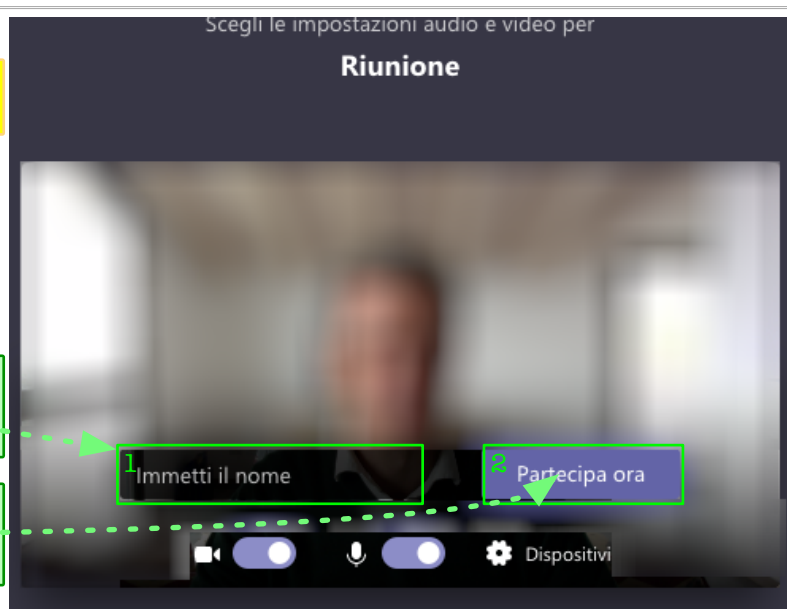 Scegli le impostazioni audio e video per
Riunione
1 Immetti il nome
2 Partecipa ora
Dispositivi